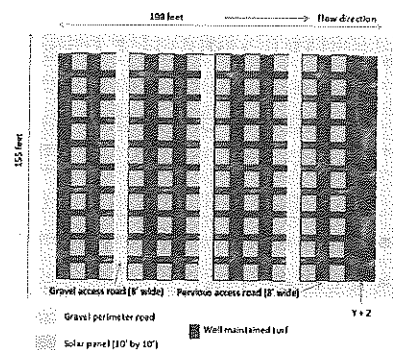 198 feet
flow direction
155 feet
Gravel access road (8' wide)
Pervious access road (8' wide)
Y + Z
Gravel perimeter road
Well maintained turf
Solar panel (10' by 10')